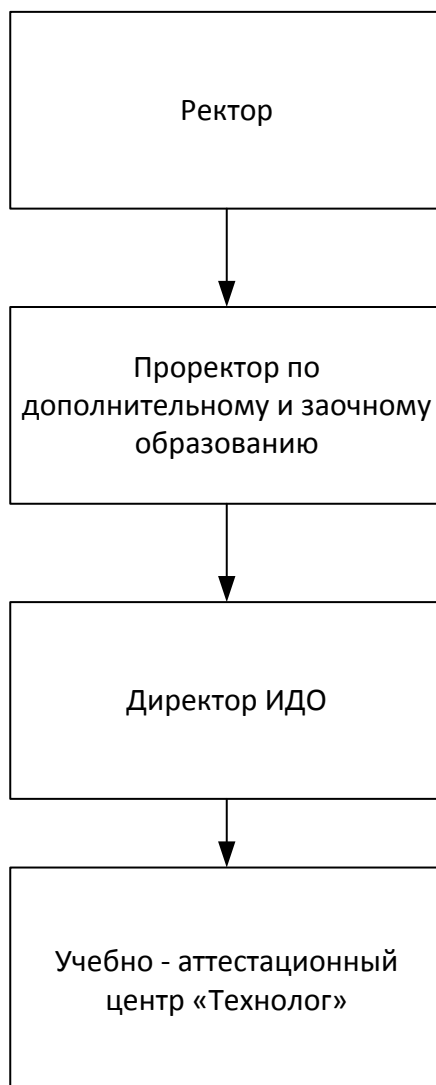 Ректор
Проректор по
дополнительному и заочному
образованию
Директор ИДО
Учебно - аттестационный
центр «Технолог»